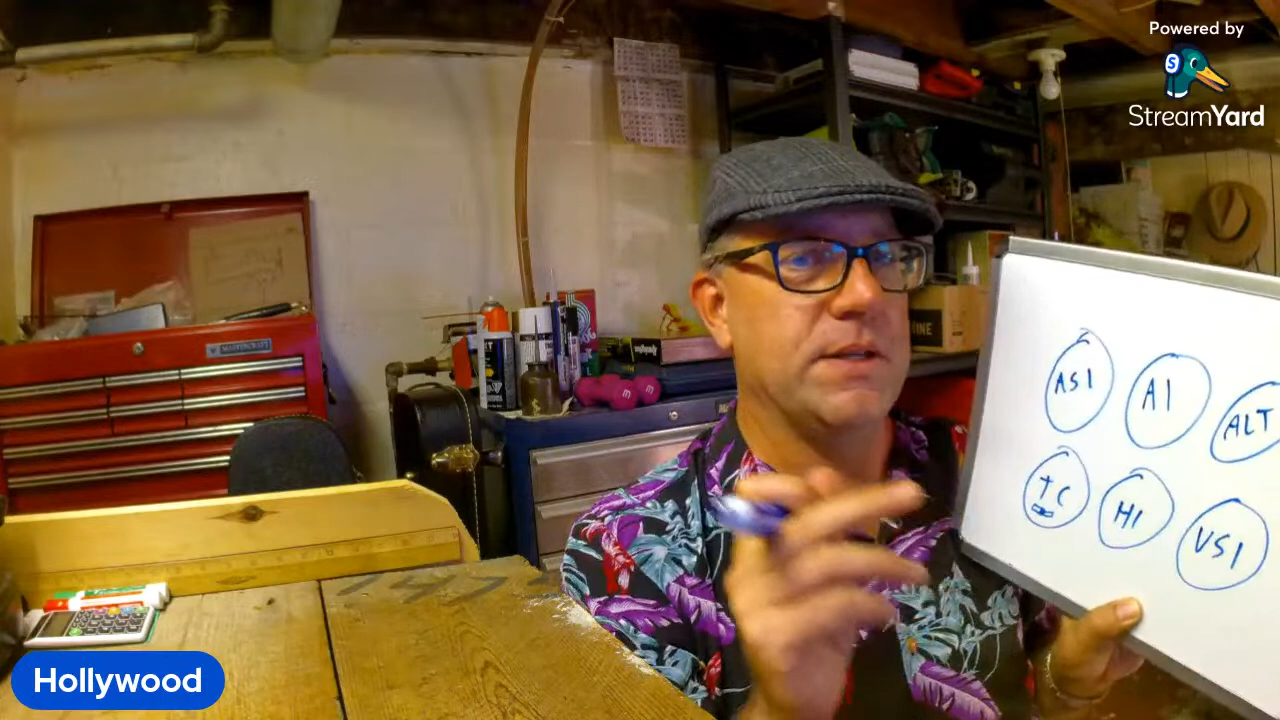 Powered by
StreamYard
ASI AI ALT
TC HI VSI
MASTERCRAFT
Hollywood